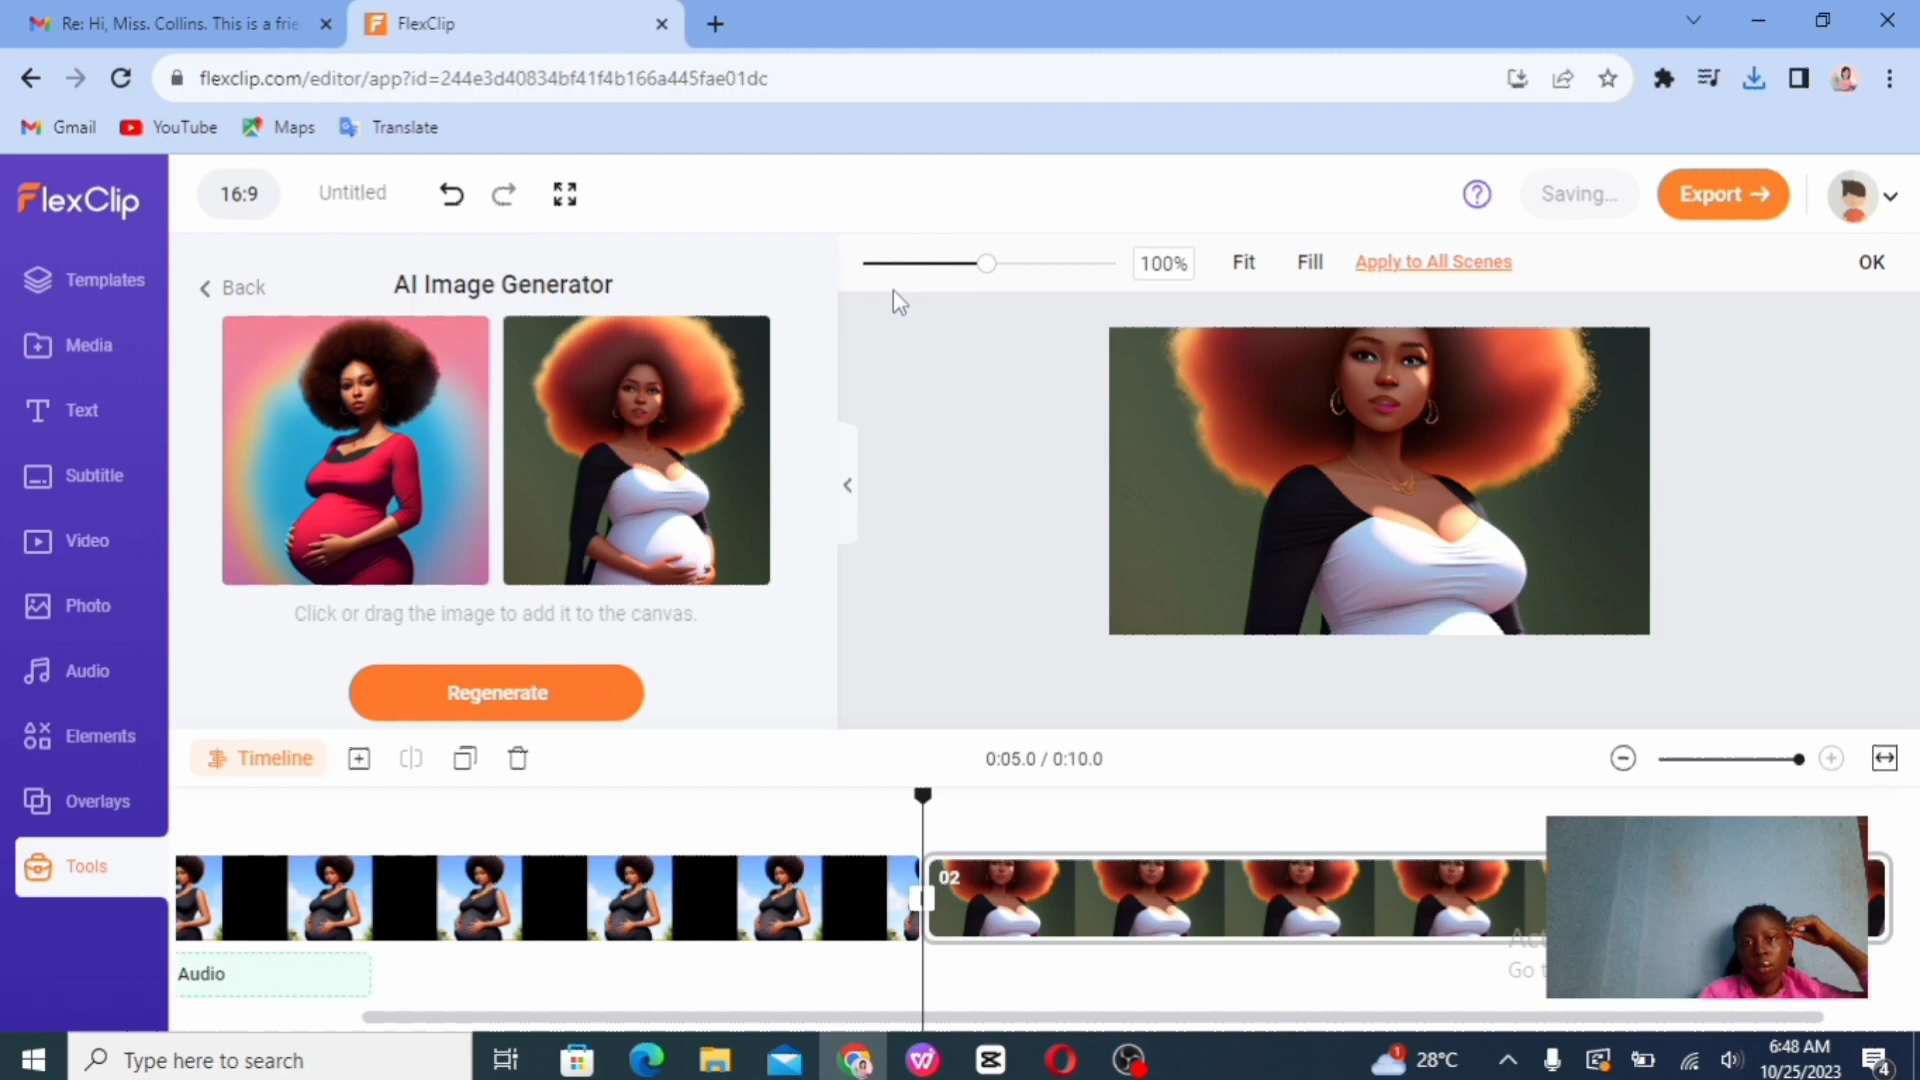 Re: Hi, Miss. Collins. This is a frie
FlexClip
flexclip.com/editor/app?id=244e3d40834bf41f4b166a445fae01dc
Gmail YouTube Maps Translate
FlexClip
16:9 Untitled Saving... Export
100% Fit Fill Apply to All Scenes OK
Back AI Image Generator
Templates
Media
Text
Subtitle
Video
Photo
Audio
Elements
Overlays
Tools
Click or drag the image to add it to the canvas.
Regenerate
Timeline 0:05.0 / 0:10.0
02
Act
Go t
Audio
Type here to search
1 28°C
6:48 AM
10/25/2023
4